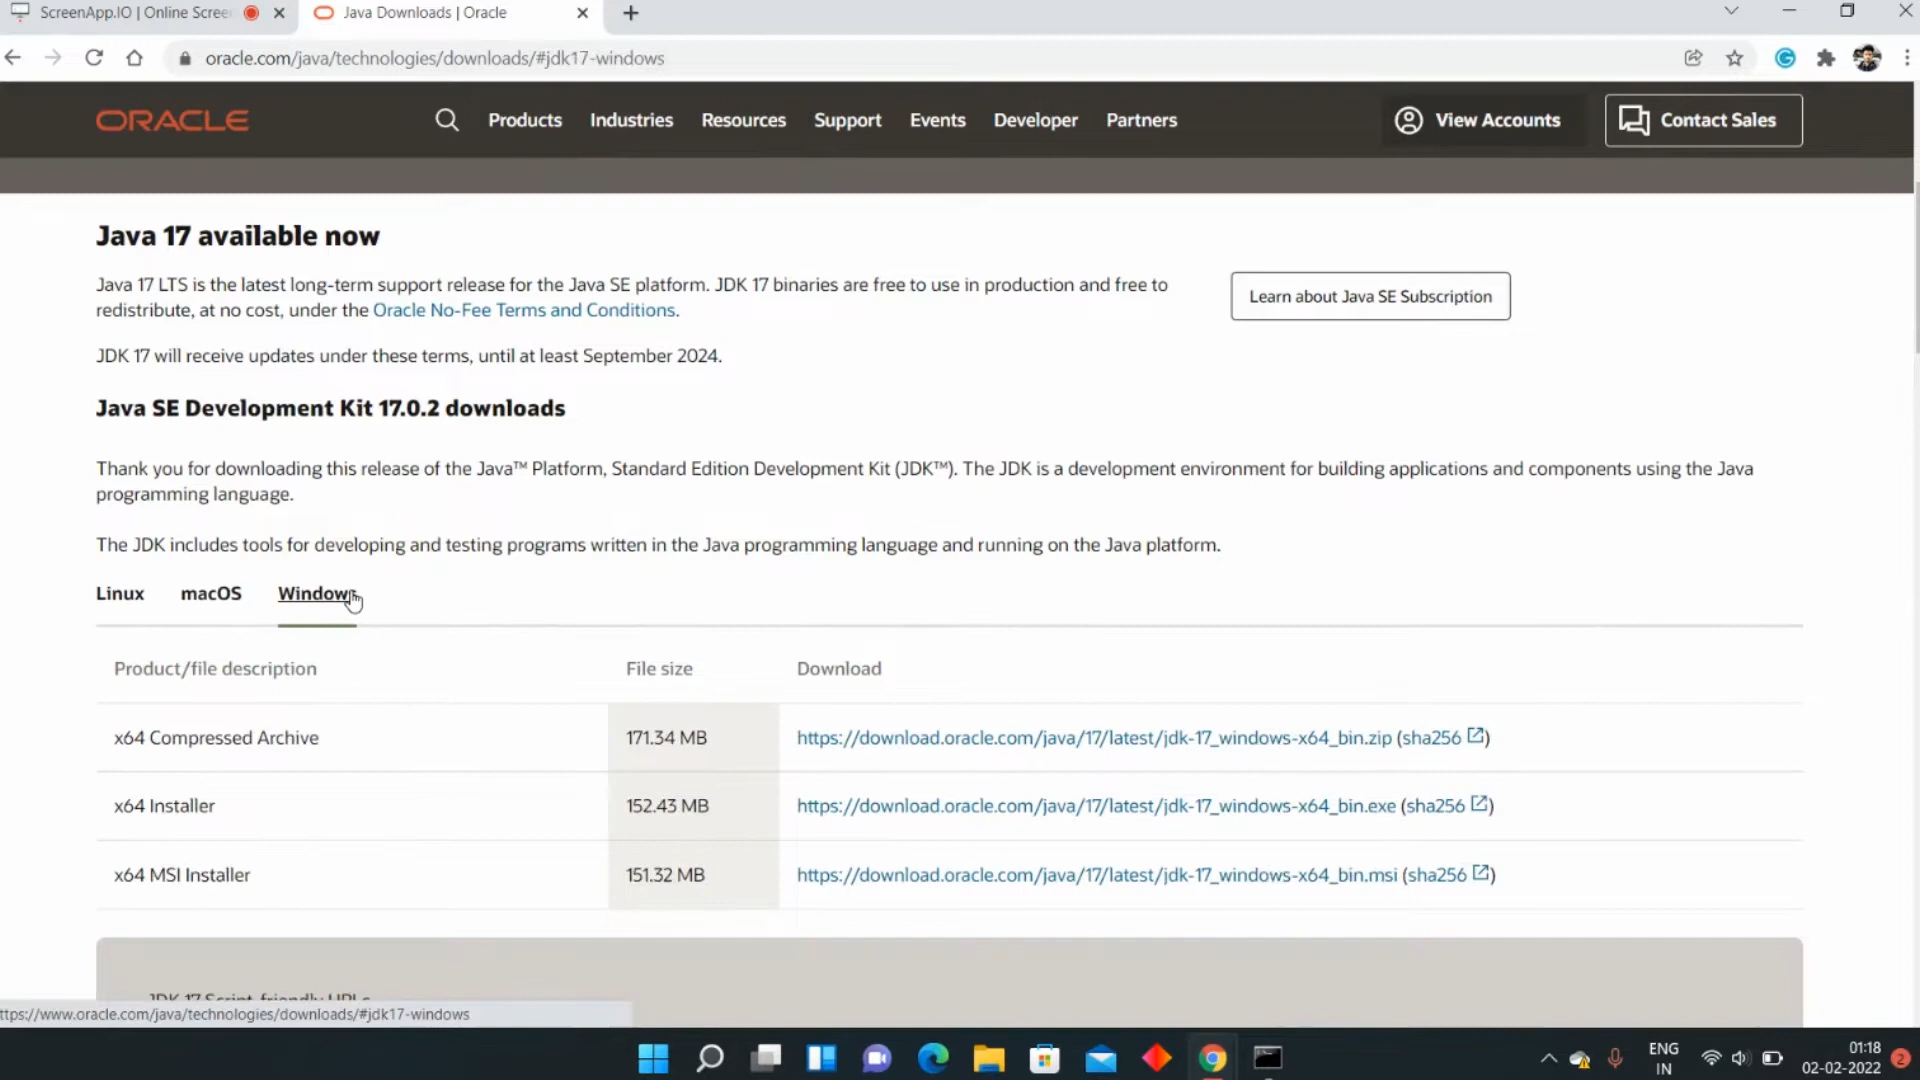 ScreenApp.IO | Online Scree
Java Downloads | Oracle
oracle.com/java/technologies/downloads/#jdk17-windows
ORACLE
Products Industries Resources Support Events Developer Partners
View Accounts
Contact Sales
Java 17 available now
Java 17 LTS is the latest long-term support release for the Java SE platform. JDK 17 binaries are free to use in production and free to
redistribute, at no cost, under the Oracle No-Fee Terms and Conditions.
Learn about Java SE Subscription
JDK 17 will receive updates under these terms, until at least September 2024.
Java SE Development Kit 17.0.2 downloads
Thank you for downloading this release of the Java™ Platform, Standard Edition Development Kit (JDK™). The JDK is a development environment for building applications and components using the Java
programming language.
The JDK includes tools for developing and testing programs written in the Java programming language and running on the Java platform.
Linux macOS Windows
Product/file description File size Download
x64 Compressed Archive 171.34 MB https://download.oracle.com/java/17/latest/jdk-17_windows-x64_bin.zip (sha256)
x64 Installer 152.43 MB https://download.oracle.com/java/17/latest/jdk-17_windows-x64_bin.exe (sha256)
x64 MSI Installer 151.32 MB https://download.oracle.com/java/17/latest/jdk-17_windows-x64_bin.msi (sha256)
JDK 17 Script-friendly URLs
ttps://www.oracle.com/java/technologies/downloads/#jdk17-windows
ENG
IN
01:18
02-02-2022
2